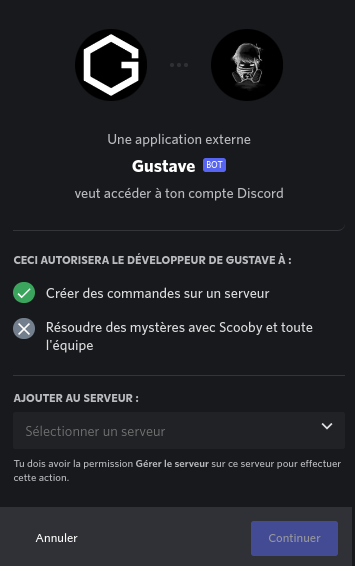 Une application externe
Gustave BOT
veut accéder à ton compte Discord
CECI AUTORISERA LE DÉVELOPPEUR DE GUSTAVE À :
Créer des commandes sur un serveur
Résoudre des mystères avec Scooby et toute
l'équipe
AJOUTER AU SERVEUR :
Sélectionner un serveur
Tu dois avoir la permission Gérer le serveur sur ce serveur pour effectuer
cette action.
Annuler
Continuer